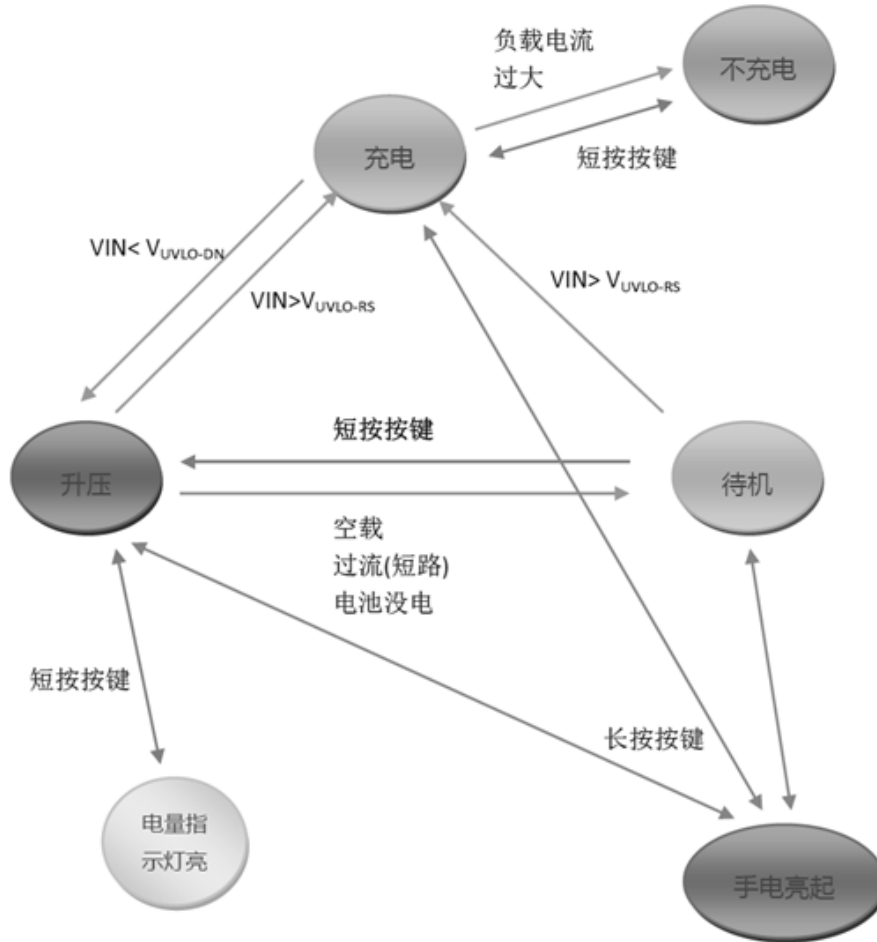 负载电流
过大
不充电
充电
短按按键
VIN< VUVLO-DN
VIN>VUVLO-RS
VIN> VUVLO-RS
短按按键
升压
待机
空载
过流(短路)
电池没电
短按按键
长按按键
电量指
示灯亮
手电亮起